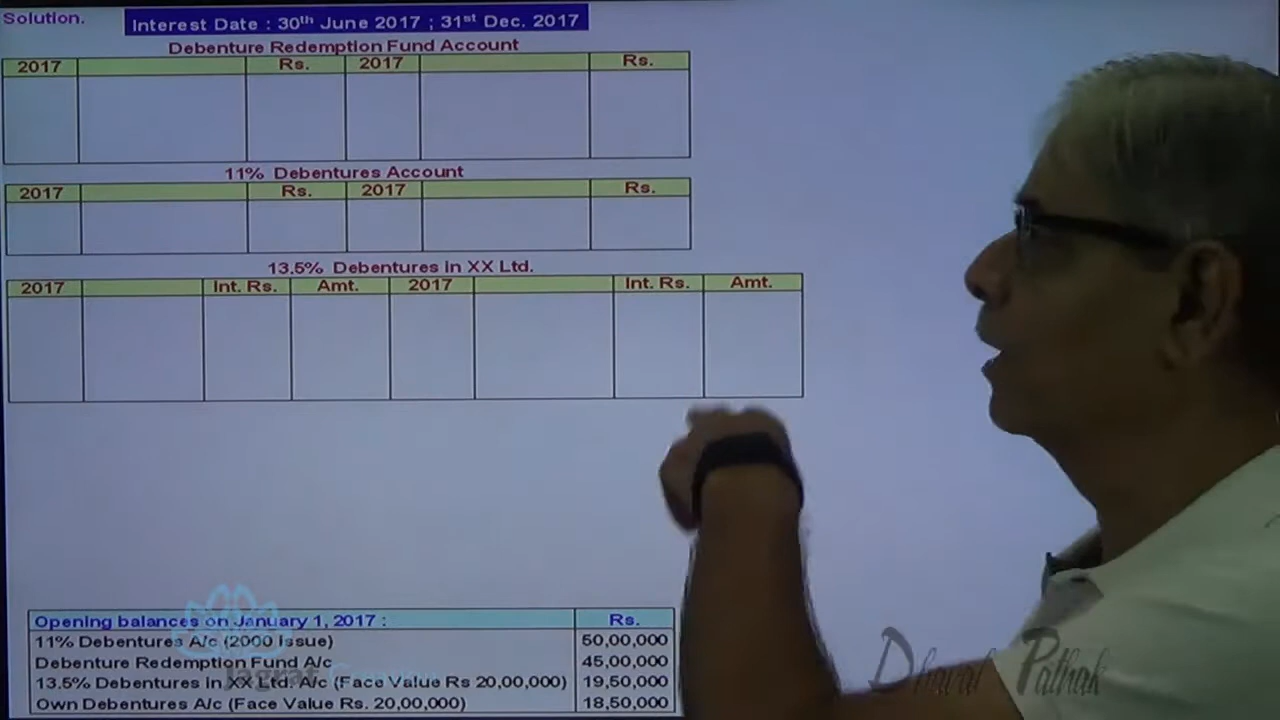 Solution.
Interest Date : 30th June 2017 ; 31st Dec. 2017
Debenture Redemption Fund Account
2017 Rs. 2017 Rs.
11% Debentures Account
2017 Rs. 2017 Rs.
13.5% Debentures in XX Ltd.
2017 Int. Rs. Amt. 2017 Int. Rs. Amt.
Opening balances on January 1, 2017 : Rs.
11% Debentures A/c (2000 Issue) 50,00,000
Debenture Redemption Fund A/c 45,00,000
13.5% Debentures in XX Ltd. A/c (Face Value Rs 20,00,000) 19,50,000
Own Debentures A/c (Face Value Rs. 20,00,000) 18,50,000
Jagrat
Dhawal Pathak